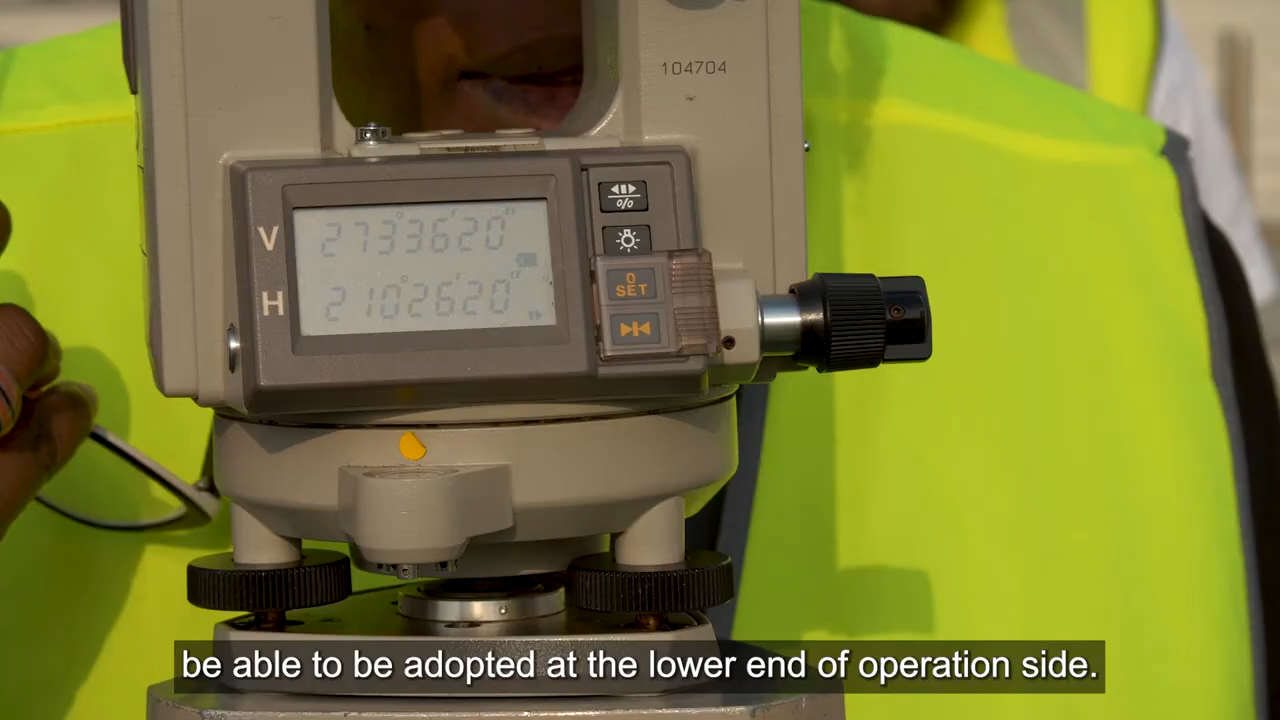 104704
V 273°36'20"
H 210°26'20"
%
0
SET
be able to be adopted at the lower end of operation side.